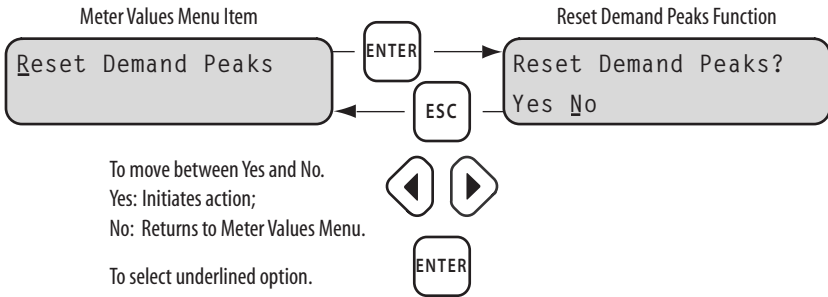 Meter Values Menu Item
Reset Demand Peaks
ENTER
ESC
Reset Demand Peaks Function
Reset Demand Peaks?
Yes No
To move between Yes and No.
Yes: Initiates action;
No: Returns to Meter Values Menu.
To select underlined option.
ENTER